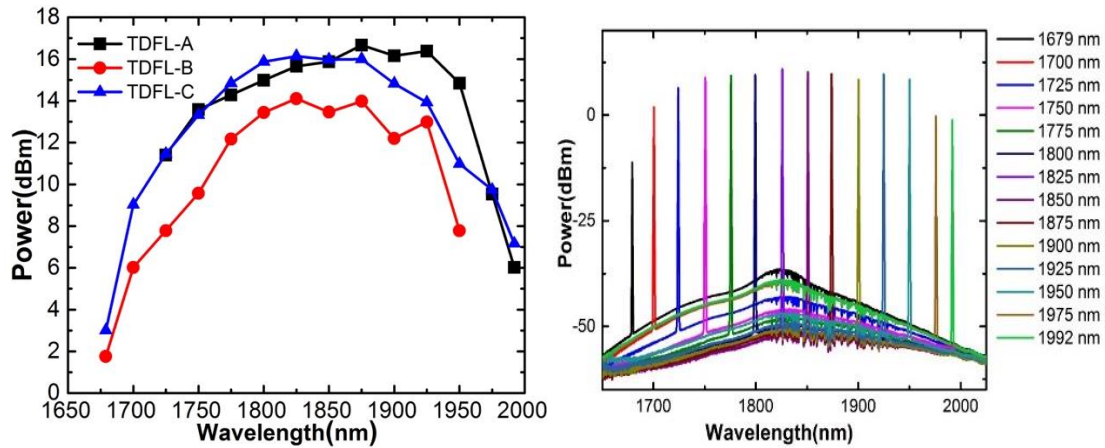 18
16
14
12
10
8
6
4
2
0
Power(dBm)
TDFL-A
TDFL-B
TDFL-C
1650 1700 1750 1800 1850 1900 1950 2000
Wavelength(nm)
0
-25
-50
Power(dBm)
1700 1800 1900 2000
Wavelength(nm)
1679 nm
1700 nm
1725 nm
1750 nm
1775 nm
1800 nm
1825 nm
1850 nm
1875 nm
1900 nm
1925 nm
1950 nm
1975 nm
1992 nm